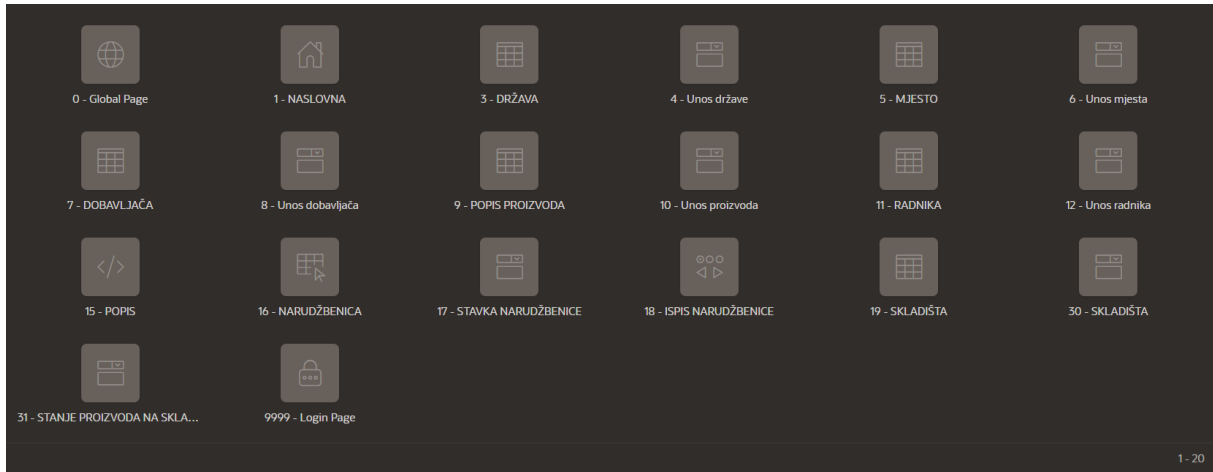 0 - Global Page
1 - NASLOVNA
3 - DRŽAVA
4 - Unos države
5 - MJESTO
6 - Unos mjesta
7 - DOBAVLJAČA
8 - Unos dobavljača
9 - POPIS PROIZVODA
10 - Unos proizvoda
11 - RADNIKA
12 - Unos radnika
15 - POPIS
16 - NARUDŽBENICA
17 - STAVKA NARUDŽBENICE
18 - ISPIS NARUDŽBENICE
19 - SKLADIŠTA
30 - SKLADIŠTA
31 - STANJE PROIZVODA NA SKLA...
9999 - Login Page
1 - 20